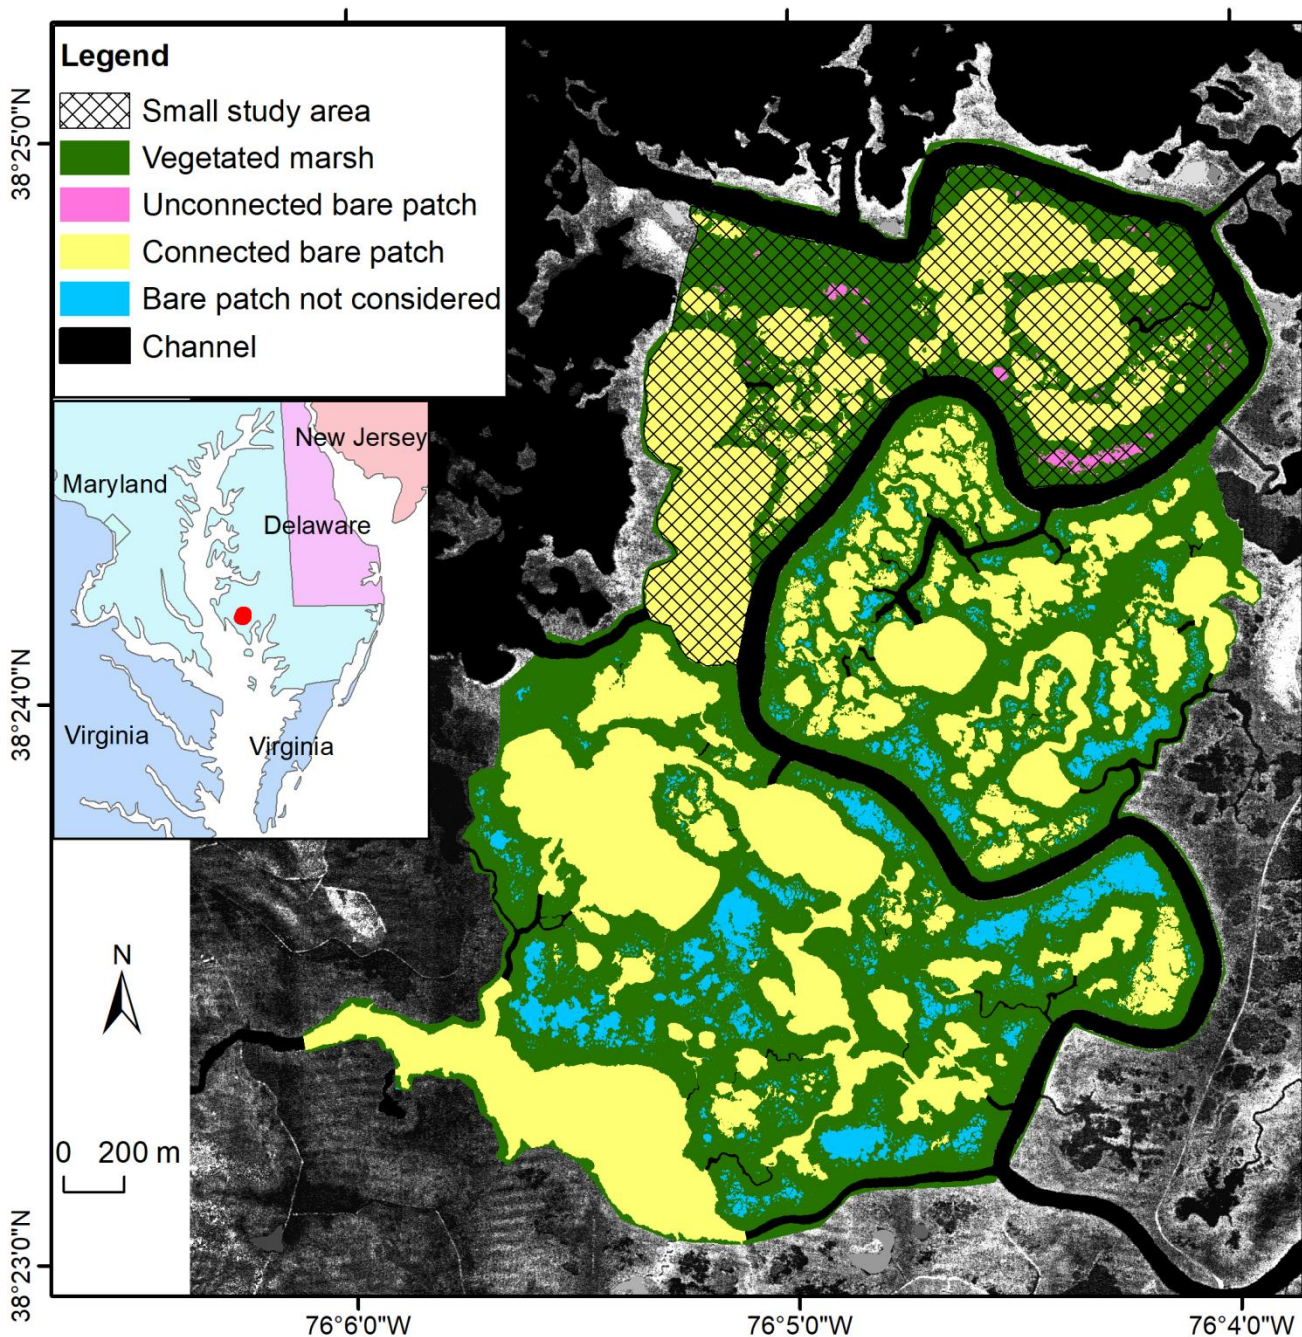 Legend
Small study area
Vegetated marsh
Unconnected bare patch
Connected bare patch
Bare patch not considered
Channel
38°25'0"N
New Jersey
Maryland
Delaware
Virginia
Virginia
38°24'0"N
N
0 200 m
38°23'0"N
76°6'0"W
76°5'0"W
76°4'0"W